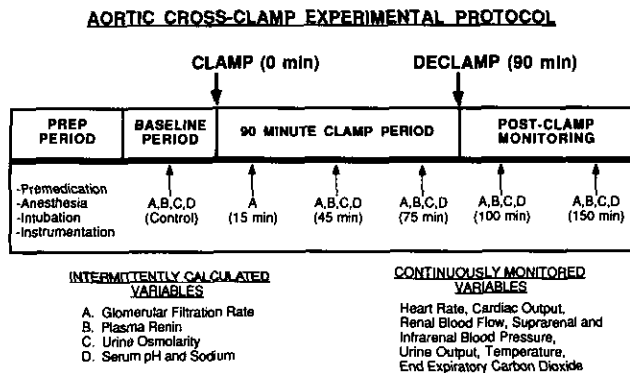 AORTIC CROSS-CLAMP EXPERIMENTAL PROTOCOL
CLAMP (0 min)
DECLAMP (90 min)
PREP PERIOD
BASELINE PERIOD
90 MINUTE CLAMP PERIOD
POST-CLAMP MONITORING
-Premedication
-Anesthesia
-Intubation
-Instrumentation
A,B,C,D
(Control)
A
(15 min)
A,B,C,D
(45 min)
A,B,C,D
(75 min)
A,B,C,D
(100 min)
A,B,C,D
(150 min)
INTERMITTENTLY CALCULATED
VARIABLES
A. Glomerular Filtration Rate
B. Plasma Renin
C. Urine Osmolarity
D. Serum pH and Sodium
CONTINUOUSLY MONITORED
VARIABLES
Heart Rate, Cardiac Output,
Renal Blood Flow, Suprarenal and
Infrarenal Blood Pressure,
Urine Output, Temperature,
End Expiratory Carbon Dioxide